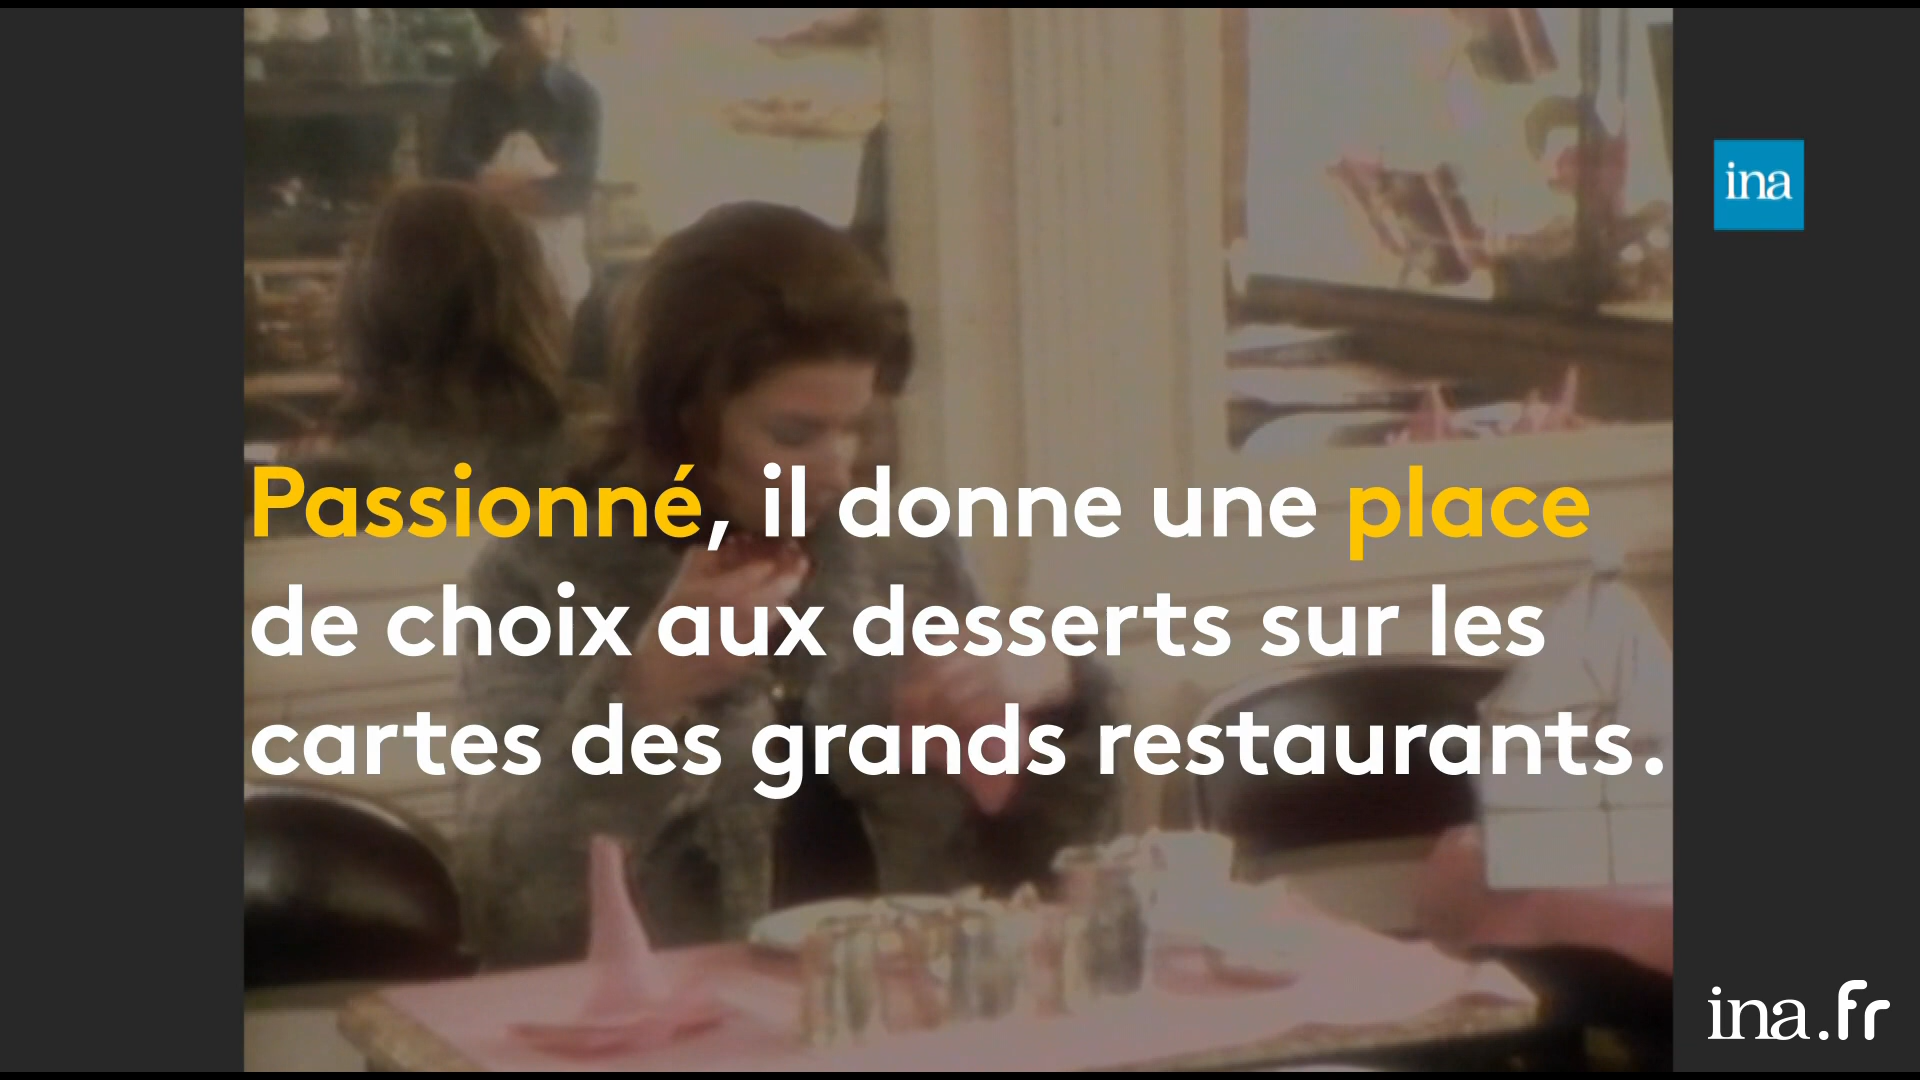 ina
Passionné, il donne une place
de choix aux desserts sur les
cartes des grands restaurants.
ina.fr